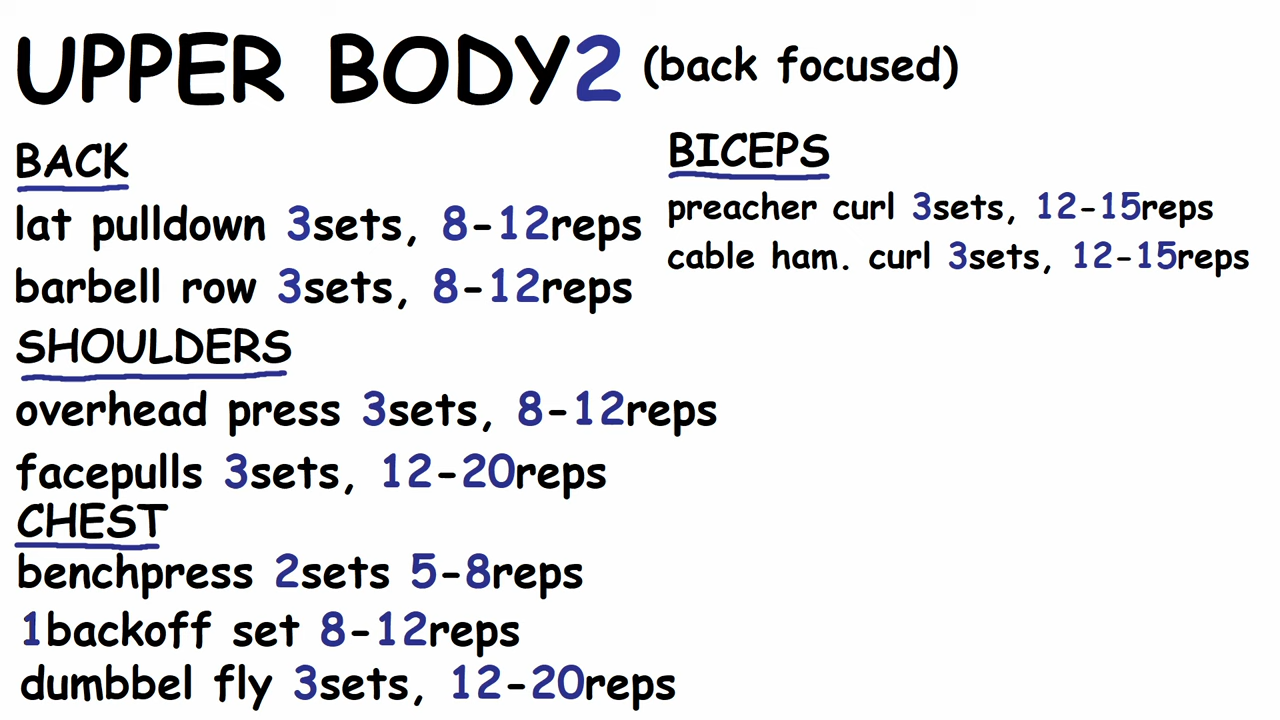 UPPER BODY2 (back focused)
BACK
lat pulldown 3sets, 8-12reps
barbell row 3sets, 8-12reps
SHOULDERS
overhead press 3sets, 8-12reps
facepulls 3sets, 12-20reps
CHEST
benchpress 2sets 5-8reps
1backoff set 8-12reps
dumbbel fly 3sets, 12-20reps
BICEPS
preacher curl 3sets, 12-15reps
cable ham. curl 3sets, 12-15reps